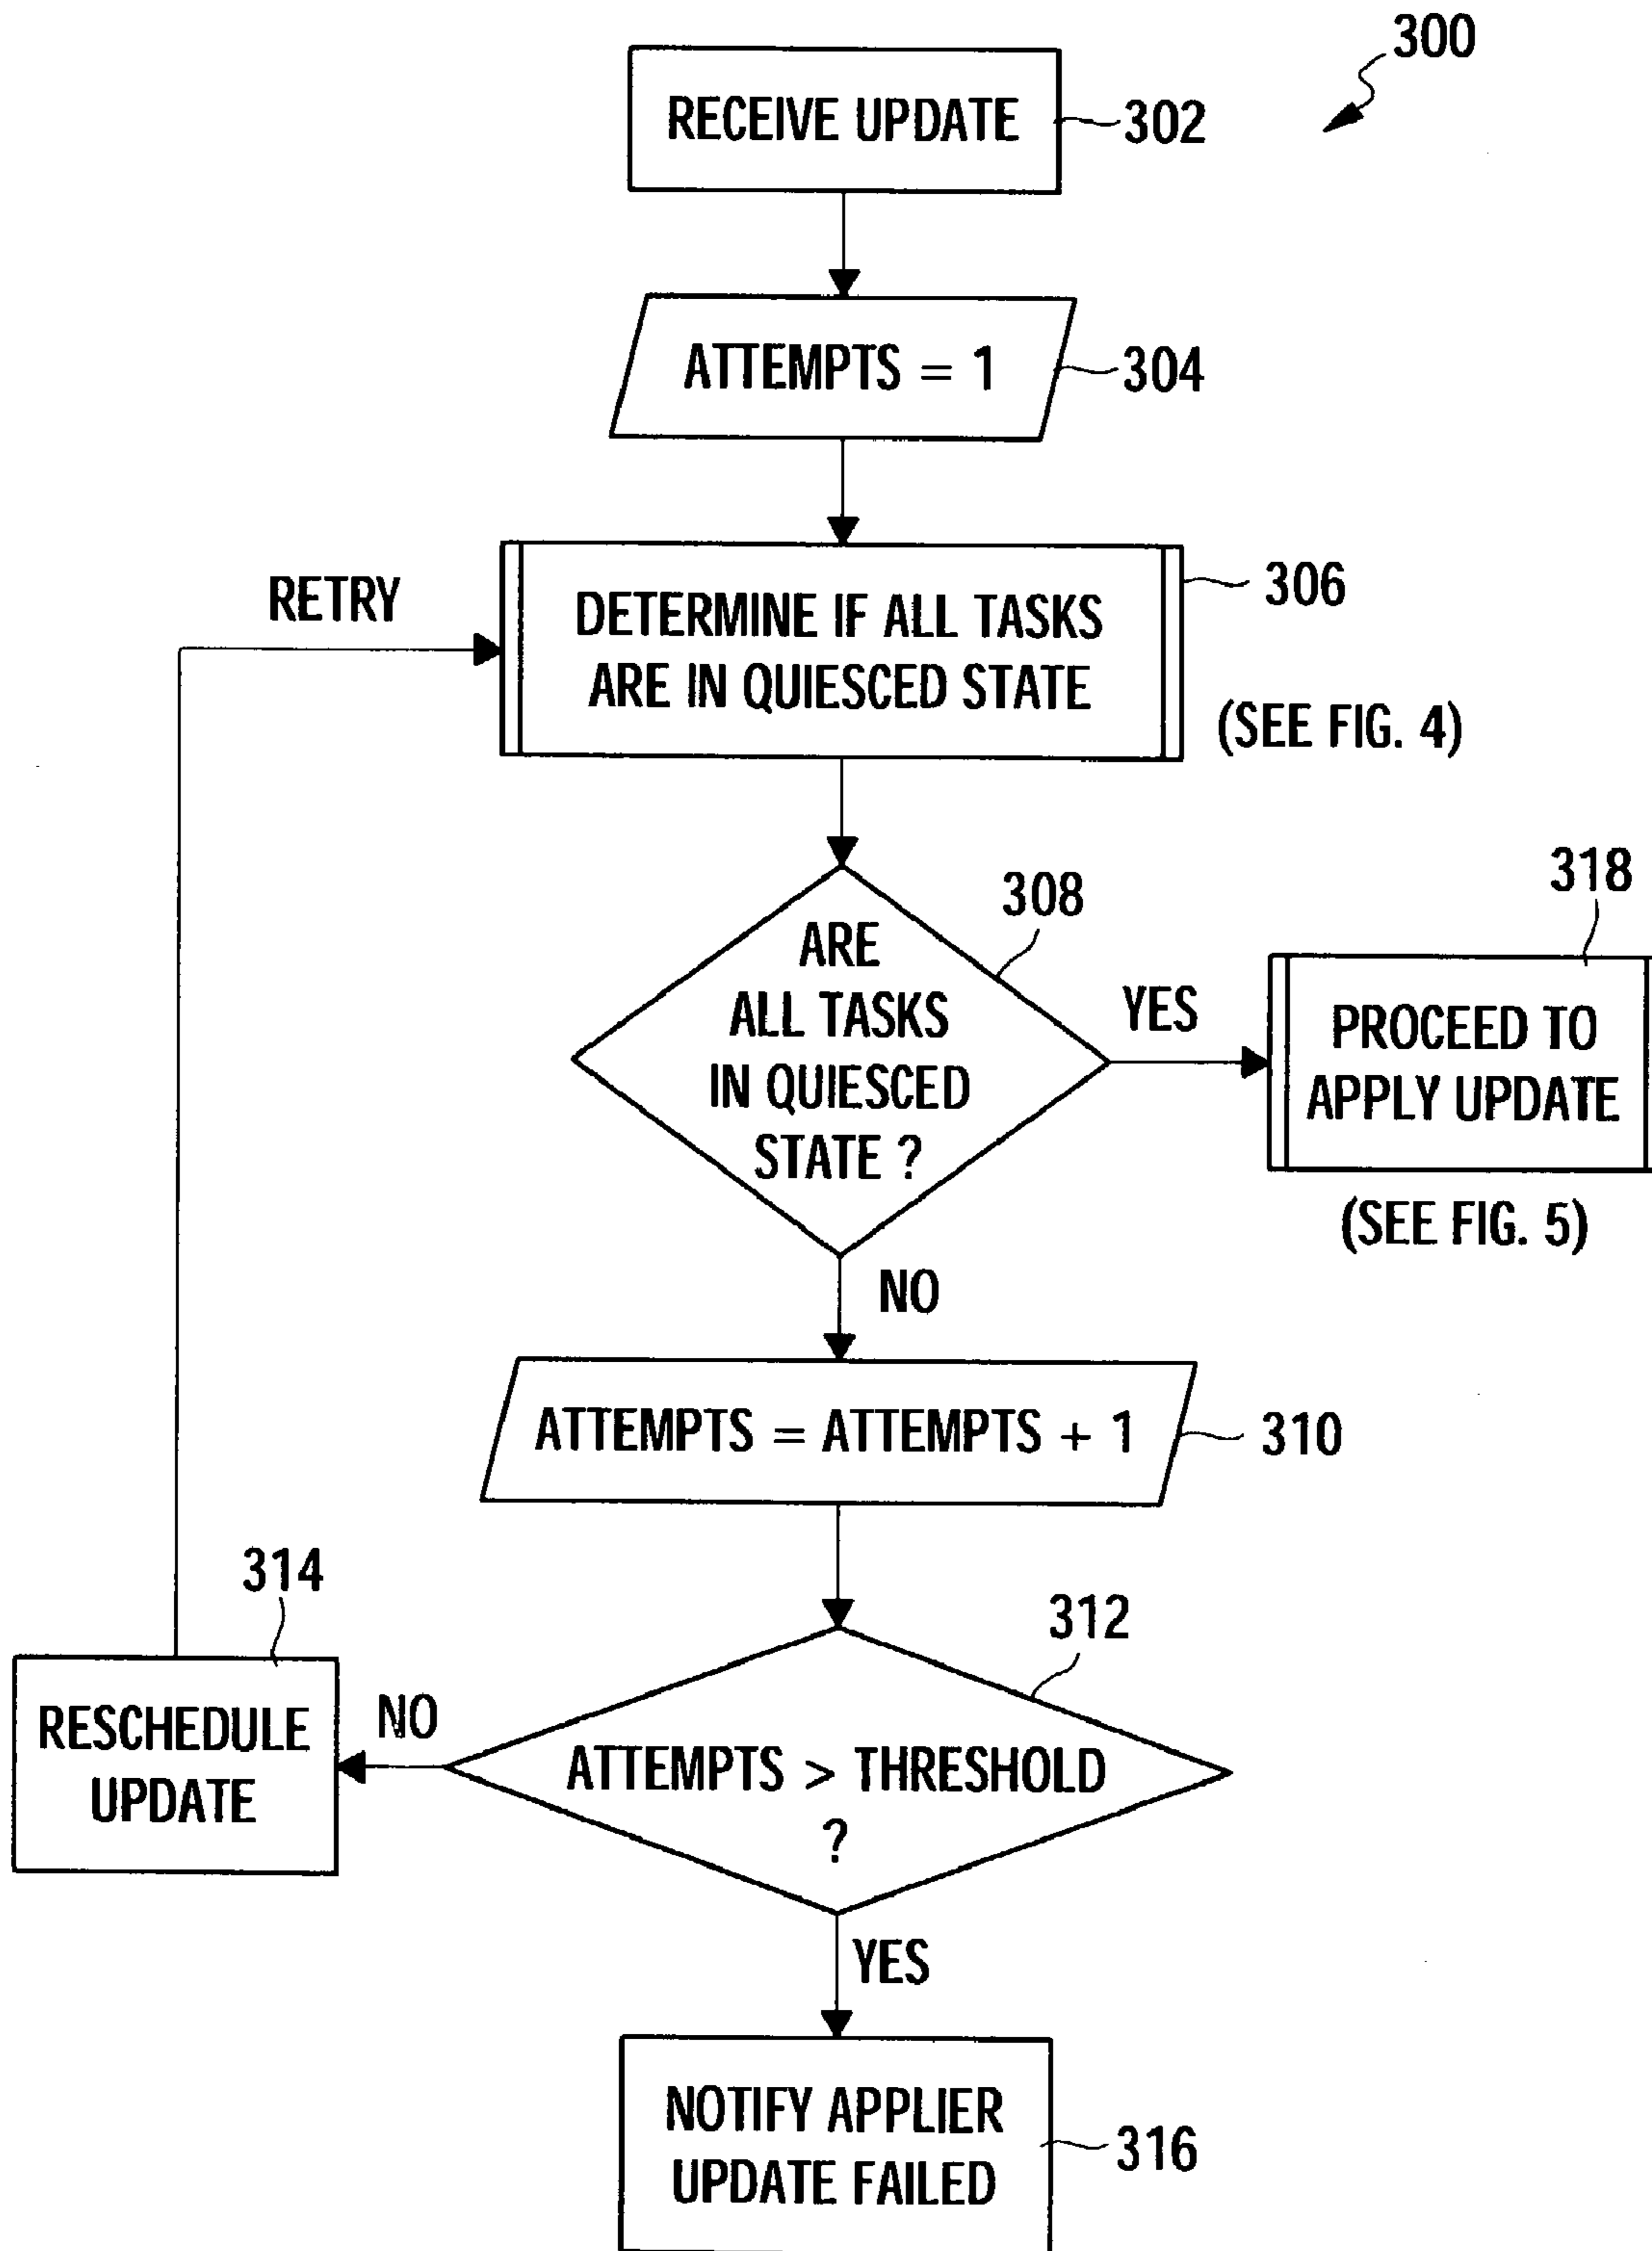 300
RECEIVE UPDATE
302
ATTEMPTS = 1
304
RETRY
306
DETERMINE IF ALL TASKS
ARE IN QUIESCED STATE
(SEE FIG. 4)
308
318
ARE
ALL TASKS
IN QUIESCED
STATE ?
YES
PROCEED TO
APPLY UPDATE
(SEE FIG. 5)
NO
ATTEMPTS = ATTEMPTS + 1
310
314
312
RESCHEDULE
UPDATE
NO
ATTEMPTS > THRESHOLD
?
YES
NOTIFY APPLIER
UPDATE FAILED
316